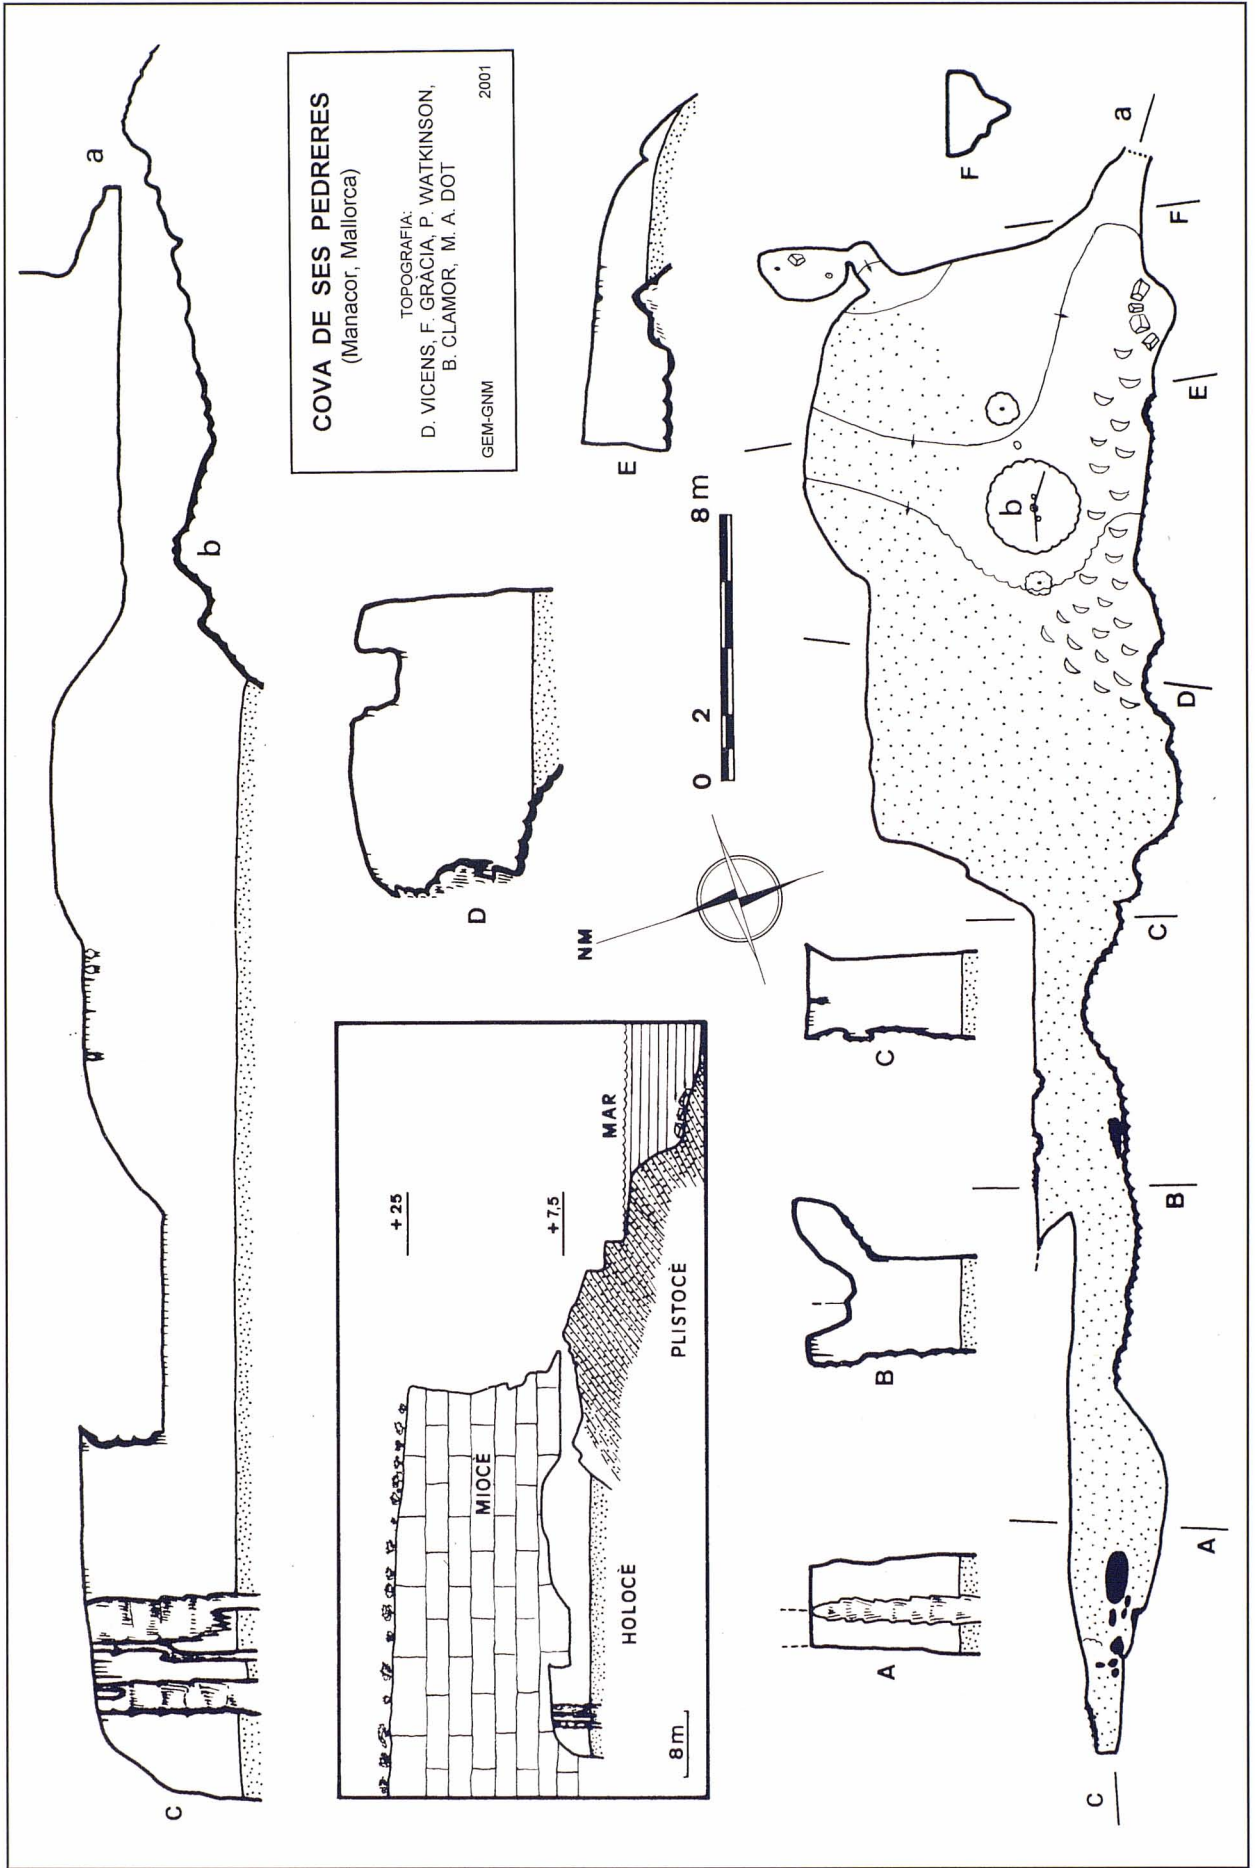 COVA DE SES PEDRERES
(Manacor, Mallorca)
TOPOGRAFIA:
D. VICENS, F. GRÀCIA, P. WATKINSON,
B. CLAMOR, M. A. DOT
GEM-GNM 2001
a
b
C
E
D
0 2 8 m
NM
+ 25
+ 7,5
MAR
MIOCÈ
PLISTOCÈ
HOLOCÈ
8 m
C
B
A
F
a
F
E
b
D
C
B
A
C